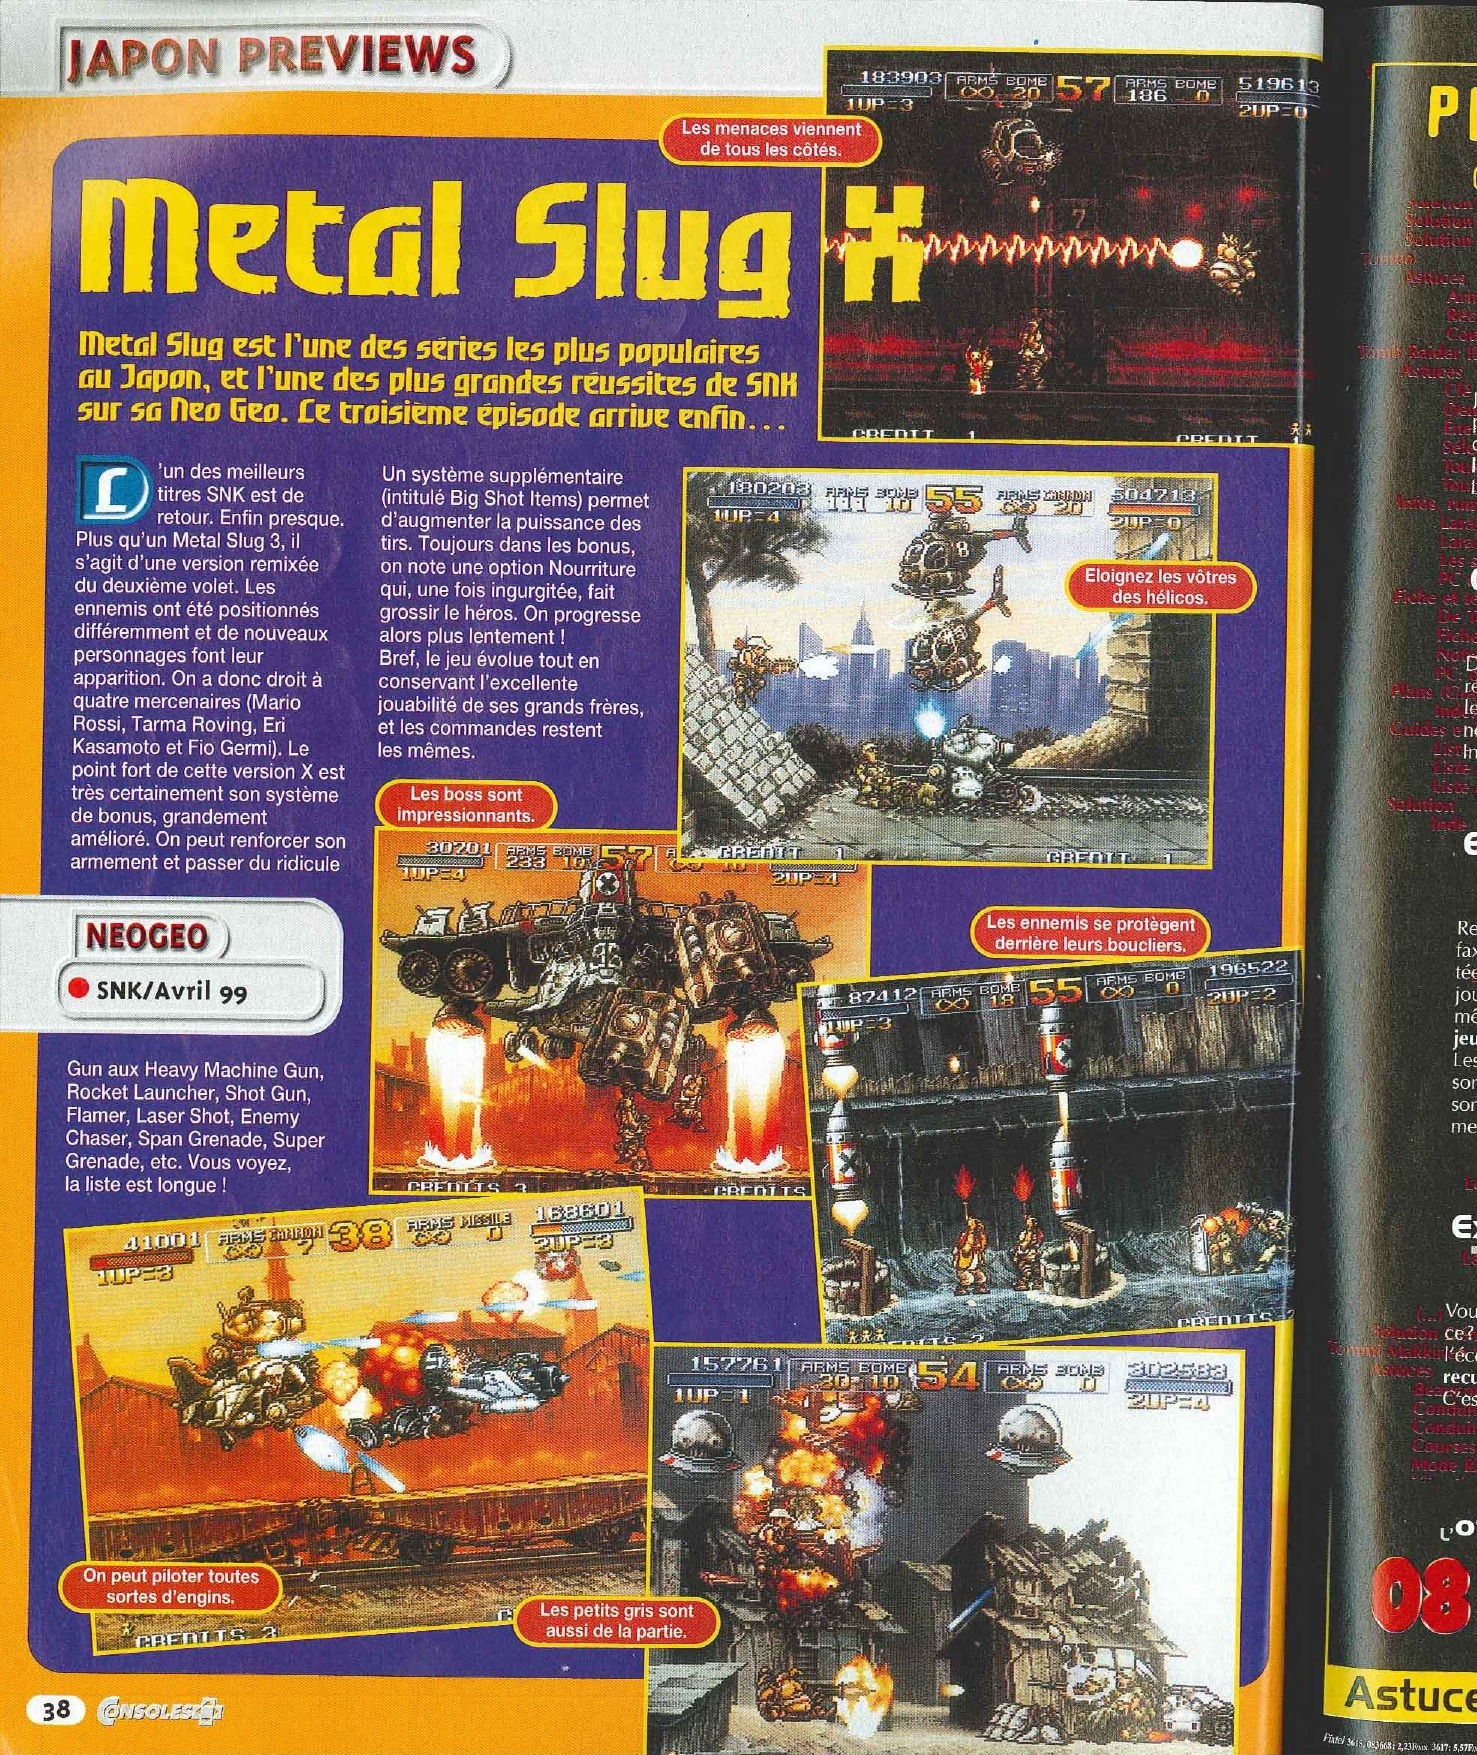 JAPON PREVIEWS
Les menaces viennent
de tous les côtés.
183903 ARMS BOMB 57 ARMS BOMB 519613
∞ 20 186 0
1UP=3 2UP=0
CREDIT 1 CREDIT 1
Metal Slug X
Metal Slug est l'une des séries les plus populaires
au Japon, et l'une des plus grandes réussites de SNK
sur sa Neo Geo. Le troisième épisode arrive enfin...
L'un des meilleurs
titres SNK est de
retour. Enfin presque.
Plus qu'un Metal Slug 3, il
s'agit d'une version remixée
du deuxième volet. Les
ennemis ont été positionnés
différemment et de nouveaux
personnages font leur
apparition. On a donc droit à
quatre mercenaires (Mario
Rossi, Tarma Roving, Eri
Kasamoto et Fio Germi). Le
point fort de cette version X est
très certainement son système
de bonus, grandement
amélioré. On peut renforcer son
armement et passer du ridicule
NEOGEO
SNK/Avril 99
Gun aux Heavy Machine Gun,
Rocket Launcher, Shot Gun,
Flamer, Laser Shot, Enemy
Chaser, Span Grenade, Super
Grenade, etc. Vous voyez,
la liste est longue !
Un système supplémentaire
(intitulé Big Shot Items) permet
d'augmenter la puissance des
tirs. Toujours dans les bonus,
on note une option Nourriture
qui, une fois ingurgitée, fait
grossir le héros. On progresse
alors plus lentement !
Bref, le jeu évolue tout en
conservant l'excellente
jouabilité de ses grands frères,
et les commandes restent
les mêmes.
180203 ARMS BOMB 55 ARMS CANNON 504713
111 10 ∞ 20
1UP=4 2UP=0
Eloignez les vôtres
des hélicos.
CREDIT 1 CREDIT 1
Les boss sont
impressionnants.
30701 ARMS BOMB 57
233 10
1UP=4 2UP=4
CREDITS 3 CREDITS
Les ennemis se protègent
derrière leurs boucliers.
87412 ARMS BOMB 55 ARMS BOMB 196522
∞ 18 ∞ 0
1UP=3 2UP=2
CREDITS
41001 ARMS CANNON 38 ARMS MISSILE 168601
∞ 7 ∞ 0
1UP=3 2UP=3
On peut piloter toutes
sortes d'engins.
CREDITS 3
157761 ARMS BOMB 54 ARMS BOMB 302583
30 10 ∞ 0
1UP=1 2UP=4
Les petits gris sont
aussi de la partie.
38 CONSOLES+
Astuce
08